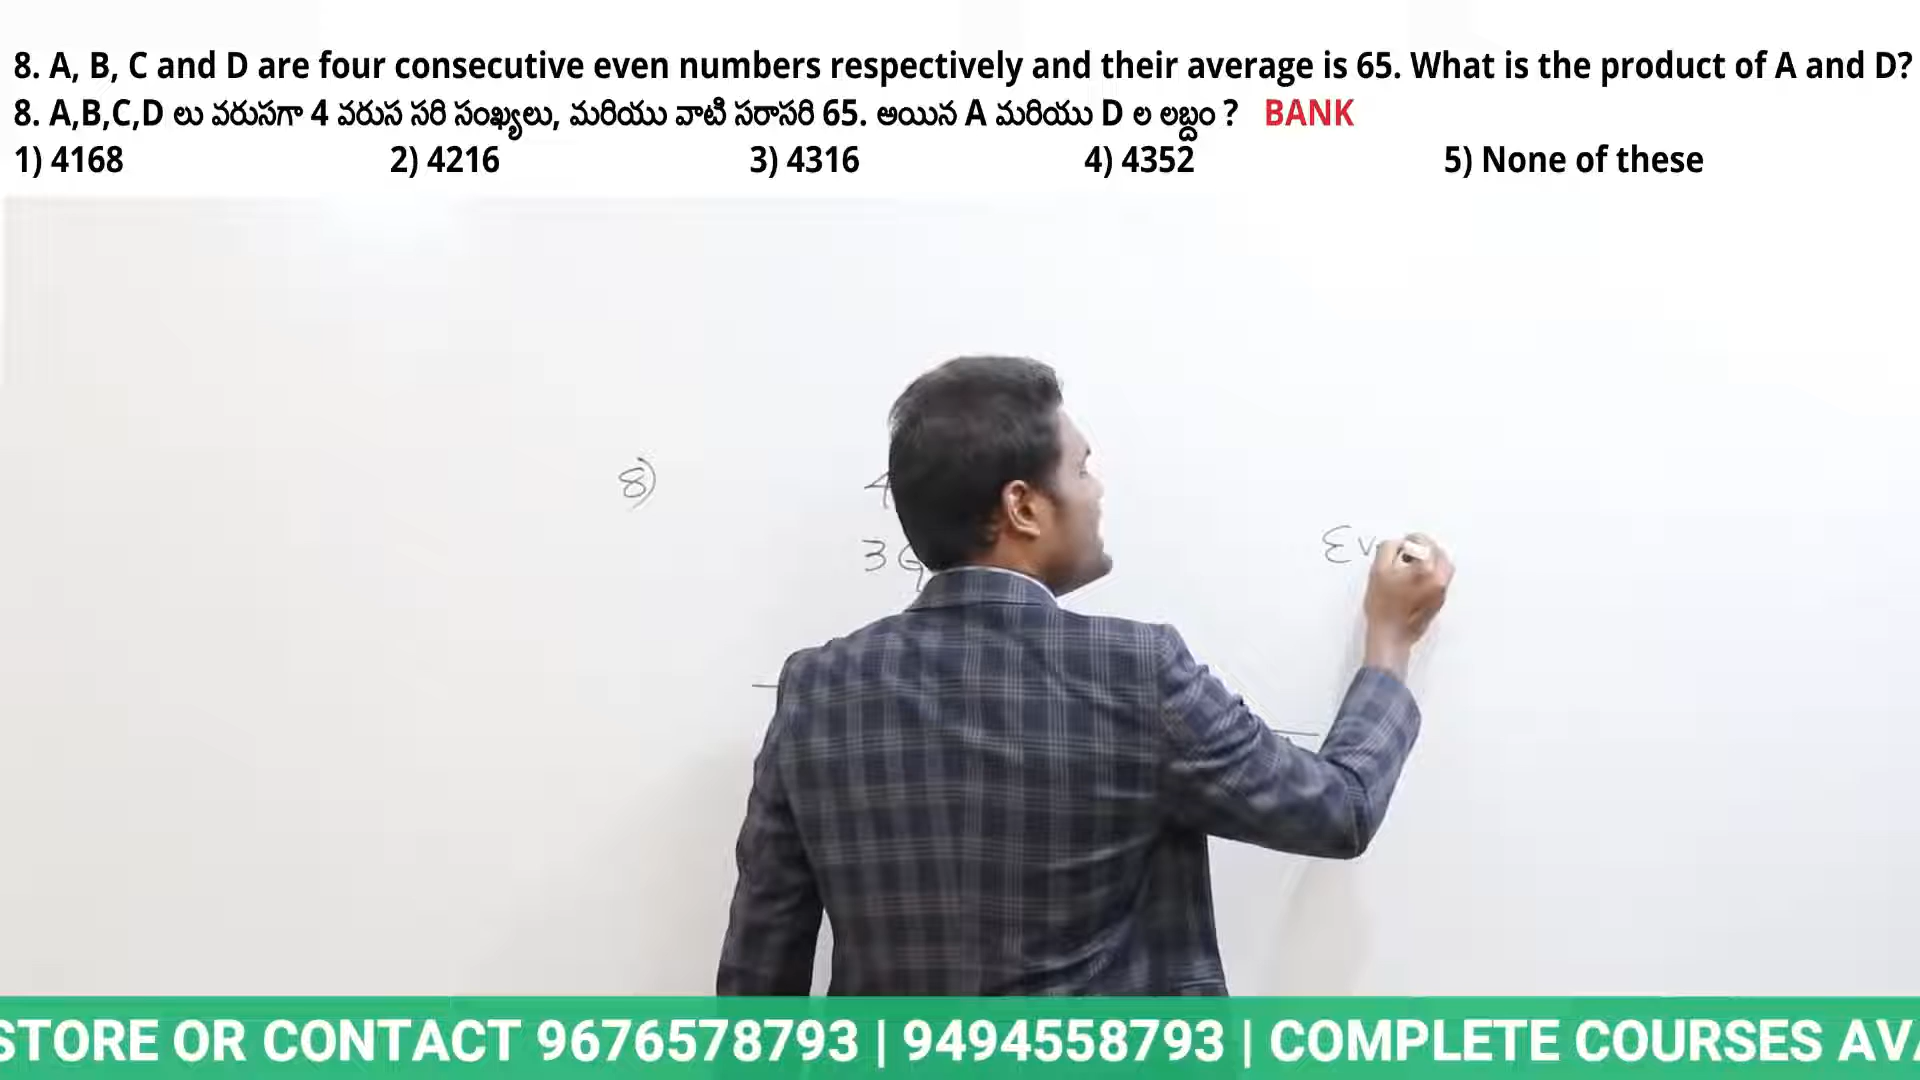 8. A, B, C and D are four consecutive even numbers respectively and their average is 65. What is the product of A and D?
8. A,B,C,D లు వరుసగా 4 వరుస సరి సంఖ్యలు, మరియు వాటి సరాసరి 65. అయిన A మరియు D ల లబ్దం ? BANK
1) 4168 2) 4216 3) 4316 4) 4352 5) None of these
8)
STORE OR CONTACT 9676578793 | 9494558793 | COMPLETE COURSES AVA